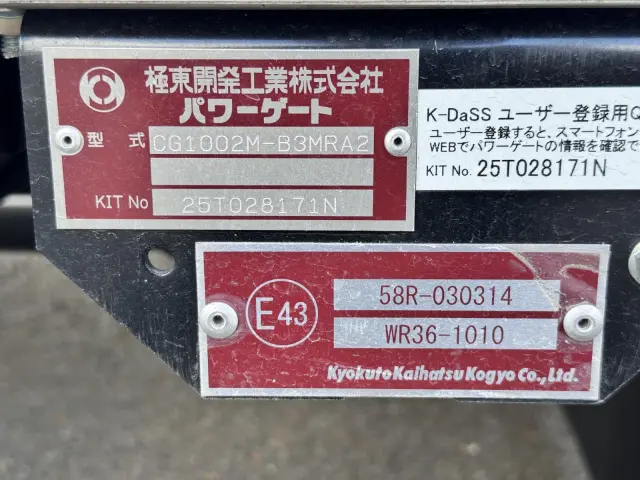 極東開発工業株式会社
パワーゲート
型式 CG1002M-B3MRA2
KIT No 25T028171N
K-DaSS ユーザー登録用Q
ユーザー登録すると、スマートフォン
WEBでパワーゲートの情報を確認で
KIT No. 25T028171N
E43
58R-030314
WR36-1010
Kyokuto Kaihatsu Kogyo Co., Ltd.